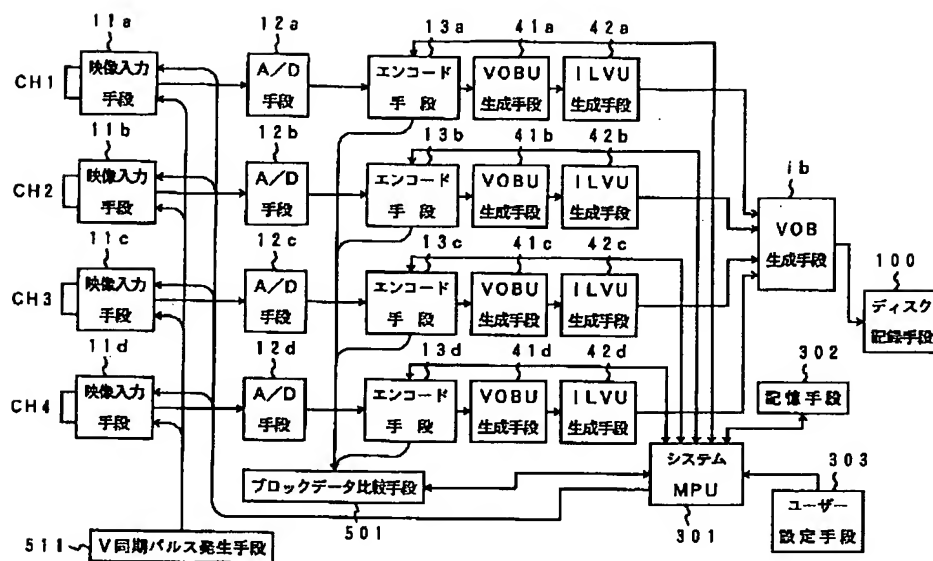 11a
12a
13a
41a
42a
CH1
映像入力
手段
A/D
手段
エンコード
手段
VOBU
生成手段
ILVU
生成手段
11b
12b
13b
41b
42b
CH2
映像入力
手段
A/D
手段
エンコード
手段
VOBU
生成手段
ILVU
生成手段
1b
VOB
生成手段
11c
12c
13c
41c
42c
CH3
映像入力
手段
A/D
手段
エンコード
手段
VOBU
生成手段
ILVU
生成手段
100
ディスク
記録手段
11d
12d
13d
41d
42d
CH4
映像入力
手段
A/D
手段
エンコード
手段
VOBU
生成手段
ILVU
生成手段
302
記憶手段
ブロックデータ比較手段
501
システム
MPU
301
303
ユーザー
設定手段
511
V同期パルス発生手段